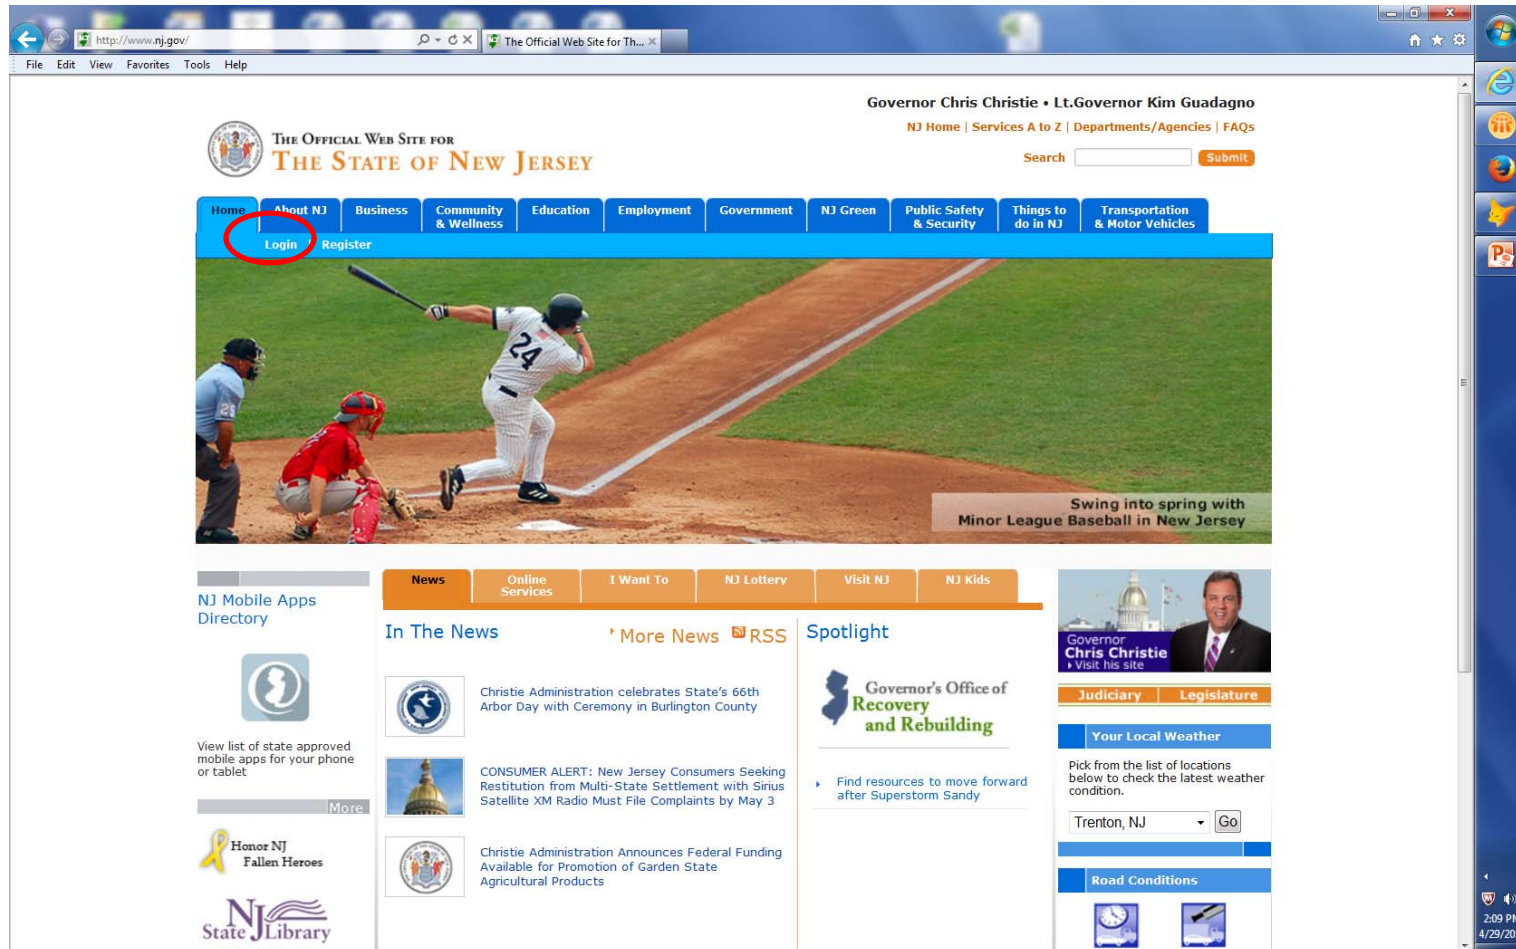 http://www.nj.gov/
The Official Web Site for Th...
File Edit View Favorites Tools Help
Governor Chris Christie • Lt.Governor Kim Guadagno
NJ Home | Services A to Z | Departments/Agencies | FAQs
THE OFFICIAL WEB SITE FOR
THE STATE OF NEW JERSEY
Search
Submit
Home
About NJ
Business
Community
& Wellness
Education
Employment
Government
NJ Green
Public Safety
& Security
Things to
do in NJ
Transportation
& Motor Vehicles
Login
Register
24
25
Swing into spring with
Minor League Baseball in New Jersey
NJ Mobile Apps
Directory
View list of state approved
mobile apps for your phone
or tablet
More
Honor NJ
Fallen Heroes
NJ
State Library
News
Online
Services
I Want To
NJ Lottery
Visit NJ
NJ Kids
In The News
More News
RSS
Christie Administration celebrates State's 66th
Arbor Day with Ceremony in Burlington County
CONSUMER ALERT: New Jersey Consumers Seeking
Restitution from Multi-State Settlement with Sirius
Satellite XM Radio Must File Complaints by May 3
Christie Administration Announces Federal Funding
Available for Promotion of Garden State
Agricultural Products
Spotlight
Governor's Office of
Recovery
and Rebuilding
Find resources to move forward
after Superstorm Sandy
Governor
Chris Christie
Visit his site
Judiciary
Legislature
Your Local Weather
Pick from the list of locations
below to check the latest weather
condition.
Trenton, NJ
Go
Road Conditions
2:09 PM
4/29/20